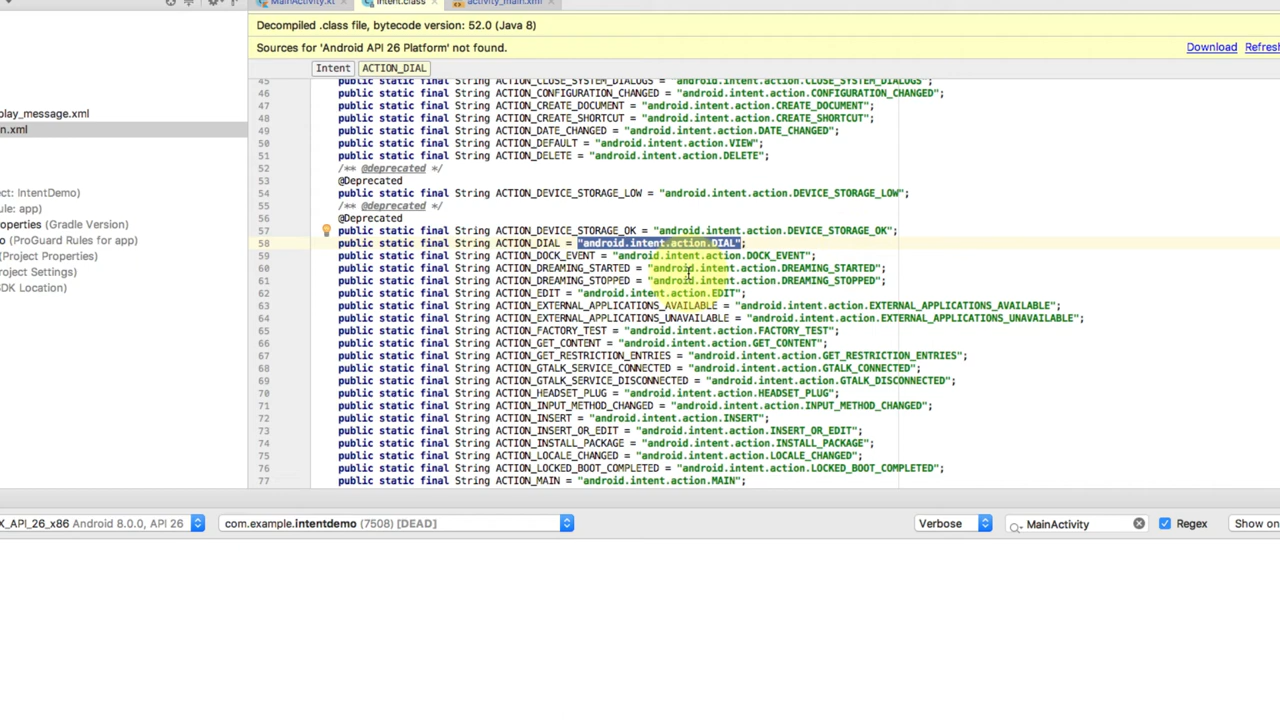 MainActivity.kt
Intent.class
activity_main.xml
Decompiled .class file, bytecode version: 52.0 (Java 8)
Sources for 'Android API 26 Platform' not found.
Download
Refresh
Intent
ACTION_DIAL
play_message.xml
n.xml
ect: IntentDemo)
ule: app)
operties (Gradle Version)
o (ProGuard Rules for app)
(Project Properties)
ject Settings)
DK Location)
45 public static final String ACTION_CLOSE_SYSTEM_DIALOGS = "android.intent.action.CLOSE_SYSTEM_DIALOGS";
46 public static final String ACTION_CONFIGURATION_CHANGED = "android.intent.action.CONFIGURATION_CHANGED";
47 public static final String ACTION_CREATE_DOCUMENT = "android.intent.action.CREATE_DOCUMENT";
48 public static final String ACTION_CREATE_SHORTCUT = "android.intent.action.CREATE_SHORTCUT";
49 public static final String ACTION_DATE_CHANGED = "android.intent.action.DATE_CHANGED";
50 public static final String ACTION_DEFAULT = "android.intent.action.VIEW";
51 public static final String ACTION_DELETE = "android.intent.action.DELETE";
52 /** @deprecated */
53 @Deprecated
54 public static final String ACTION_DEVICE_STORAGE_LOW = "android.intent.action.DEVICE_STORAGE_LOW";
55 /** @deprecated */
56 @Deprecated
57 public static final String ACTION_DEVICE_STORAGE_OK = "android.intent.action.DEVICE_STORAGE_OK";
58 public static final String ACTION_DIAL = "android.intent.action.DIAL";
59 public static final String ACTION_DOCK_EVENT = "android.intent.action.DOCK_EVENT";
60 public static final String ACTION_DREAMING_STARTED = "android.intent.action.DREAMING_STARTED";
61 public static final String ACTION_DREAMING_STOPPED = "android.intent.action.DREAMING_STOPPED";
62 public static final String ACTION_EDIT = "android.intent.action.EDIT";
63 public static final String ACTION_EXTERNAL_APPLICATIONS_AVAILABLE = "android.intent.action.EXTERNAL_APPLICATIONS_AVAILABLE";
64 public static final String ACTION_EXTERNAL_APPLICATIONS_UNAVAILABLE = "android.intent.action.EXTERNAL_APPLICATIONS_UNAVAILABLE";
65 public static final String ACTION_FACTORY_TEST = "android.intent.action.FACTORY_TEST";
66 public static final String ACTION_GET_CONTENT = "android.intent.action.GET_CONTENT";
67 public static final String ACTION_GET_RESTRICTION_ENTRIES = "android.intent.action.GET_RESTRICTION_ENTRIES";
68 public static final String ACTION_GTALK_SERVICE_CONNECTED = "android.intent.action.GTALK_CONNECTED";
69 public static final String ACTION_GTALK_SERVICE_DISCONNECTED = "android.intent.action.GTALK_DISCONNECTED";
70 public static final String ACTION_HEADSET_PLUG = "android.intent.action.HEADSET_PLUG";
71 public static final String ACTION_INPUT_METHOD_CHANGED = "android.intent.action.INPUT_METHOD_CHANGED";
72 public static final String ACTION_INSERT = "android.intent.action.INSERT";
73 public static final String ACTION_INSERT_OR_EDIT = "android.intent.action.INSERT_OR_EDIT";
74 public static final String ACTION_INSTALL_PACKAGE = "android.intent.action.INSTALL_PACKAGE";
75 public static final String ACTION_LOCALE_CHANGED = "android.intent.action.LOCALE_CHANGED";
76 public static final String ACTION_LOCKED_BOOT_COMPLETED = "android.intent.action.LOCKED_BOOT_COMPLETED";
77 public static final String ACTION_MAIN = "android.intent.action.MAIN";
X_API_26_x86 Android 8.0.0, API 26
com.example.intentdemo (7508) [DEAD]
Verbose
MainActivity
Regex
Show on